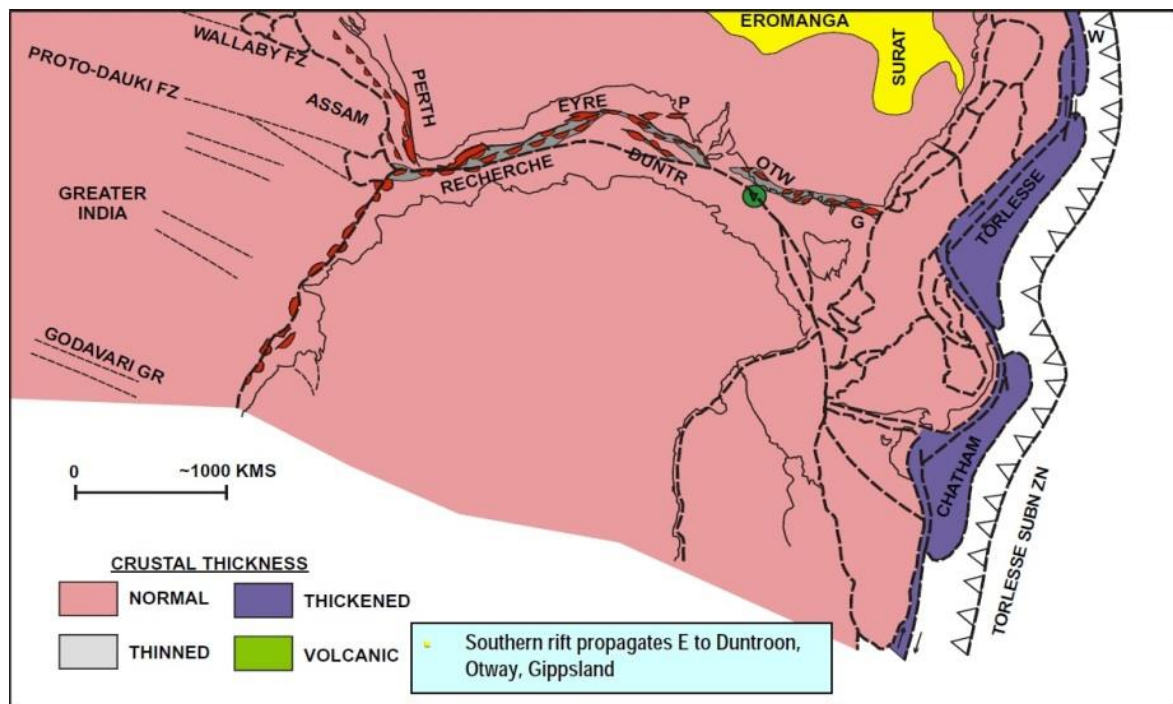 EROMANGA
SURAT
W
WALLABY FZ
PROTO-DAUKI FZ
ASSAM
PERTH
EYRE
P
RECHERCHE
DUNTR
OTW
4
G
TORLESSE
GREATER
INDIA
GODAVARI GR
CHATHAM
TORLESSE SUBN ZN
0 ~1000 KMS
CRUSTAL THICKNESS
NORMAL
THICKENED
THINNED
VOLCANIC
Southern rift propagates E to Duntroon,
Otway, Gippsland